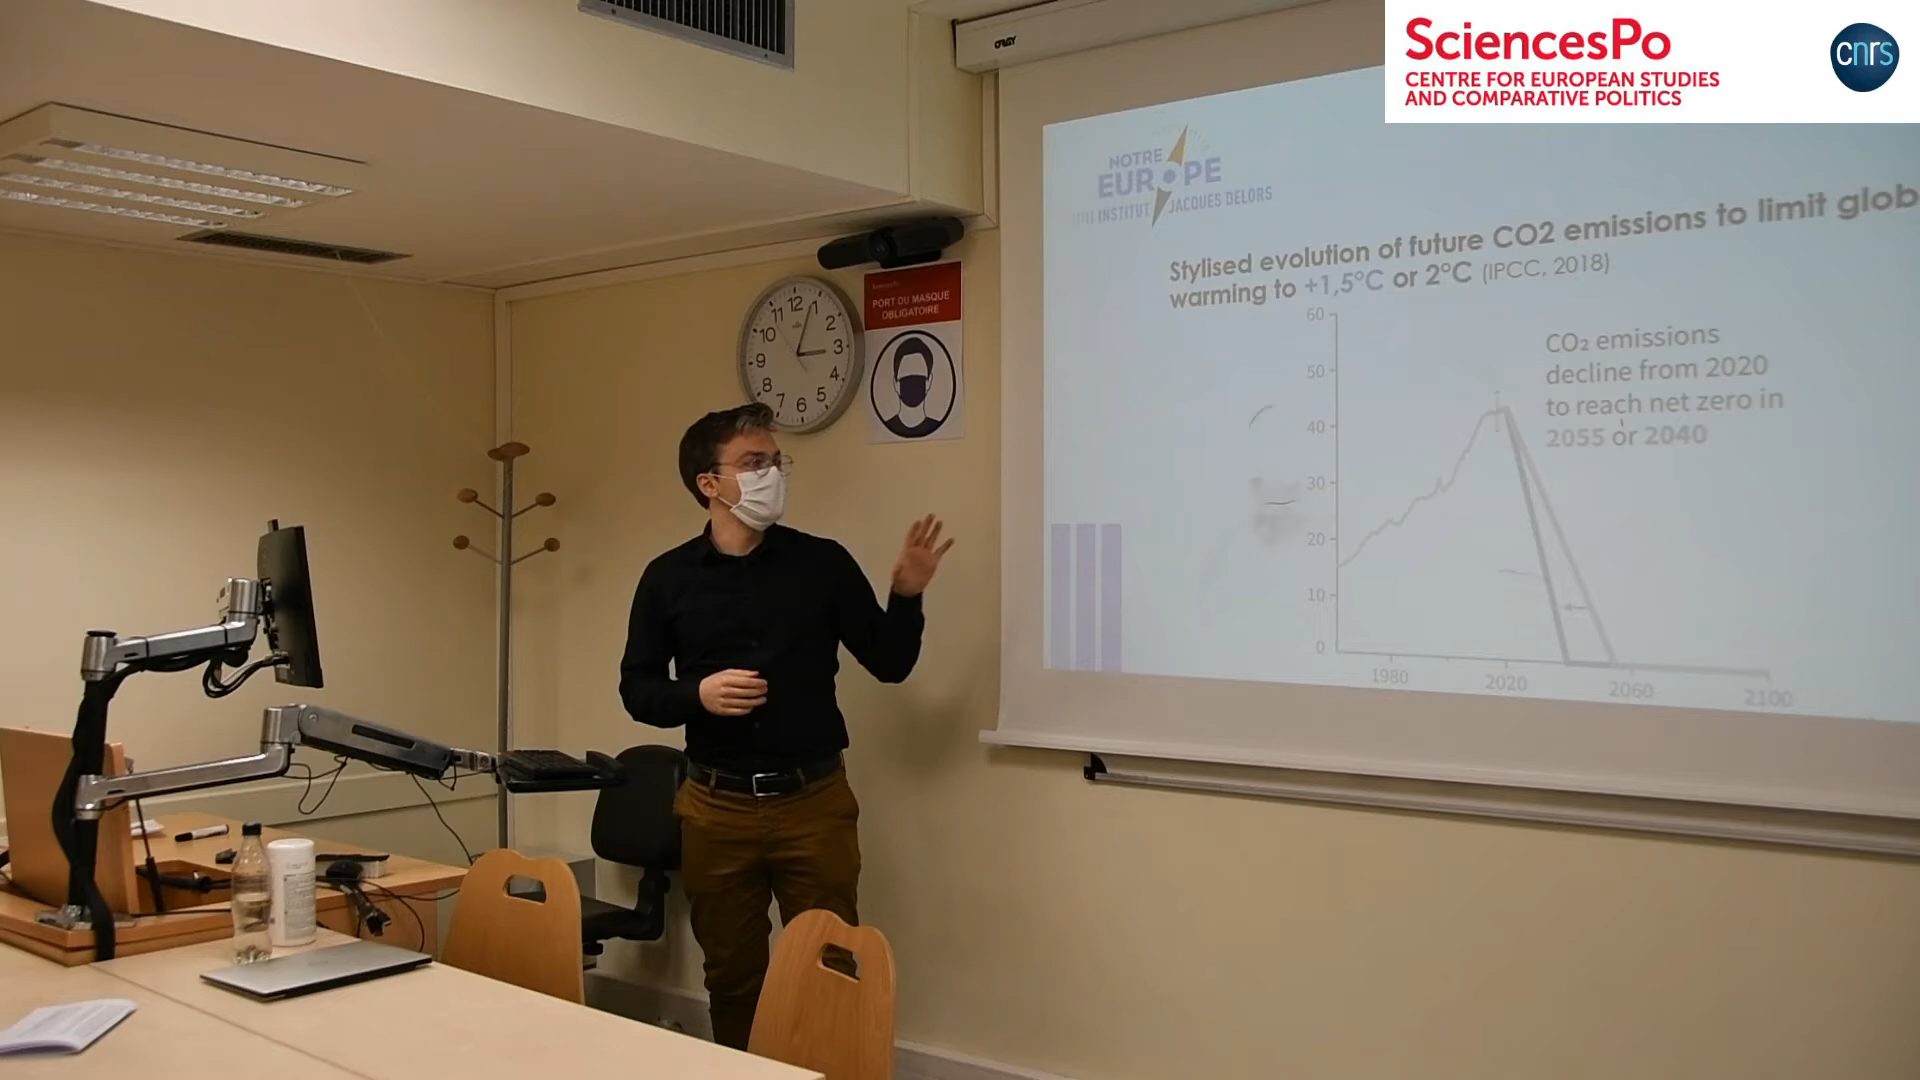 SciencesPo
CENTRE FOR EUROPEAN STUDIES
AND COMPARATIVE POLITICS
cnrs
NOTRE
EUROPE
INSTITUT JACQUES DELORS
Stylised evolution of future CO2 emissions to limit glob
warming to +1,5°C or 2°C (IPCC, 2018)
60
50
40
30
20
10
0
1980
2020
2060
2100
CO₂ emissions
decline from 2020
to reach net zero in
2055 or 2040
SciencesPo
PORT DU MASQUE
OBLIGATOIRE
12
1
2
3
4
5
6
7
8
9
10
11